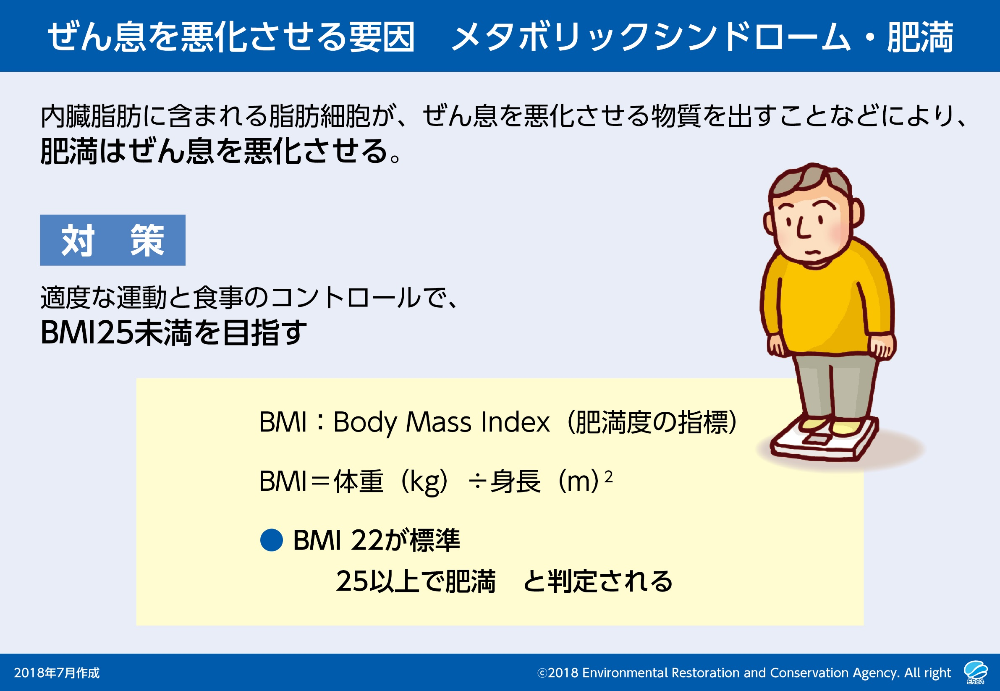 ぜん息を悪化させる要因　メタボリックシンドローム・肥満
内臓脂肪に含まれる脂肪細胞が、ぜん息を悪化させる物質を出すことなどにより、
肥満はぜん息を悪化させる。
対　策
適度な運動と食事のコントロールで、
BMI25未満を目指す
BMI：Body Mass Index（肥満度の指標）
BMI＝体重（kg）÷身長（m）²
● BMI 22が標準
25以上で肥満　と判定される
2018年7月作成
©2018 Environmental Restoration and Conservation Agency. All right
ERCA